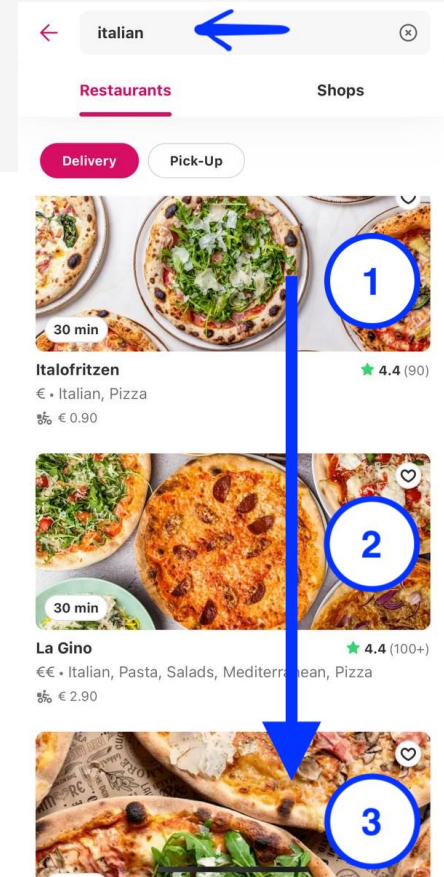 italian
Restaurants Shops
Delivery Pick-Up
1
30 min
Italofritzen 4.4 (90)
€ • Italian, Pizza
€ 0.90
2
30 min
La Gino 4.4 (100+)
€€ • Italian, Pasta, Salads, Mediterranean, Pizza
€ 2.90
3